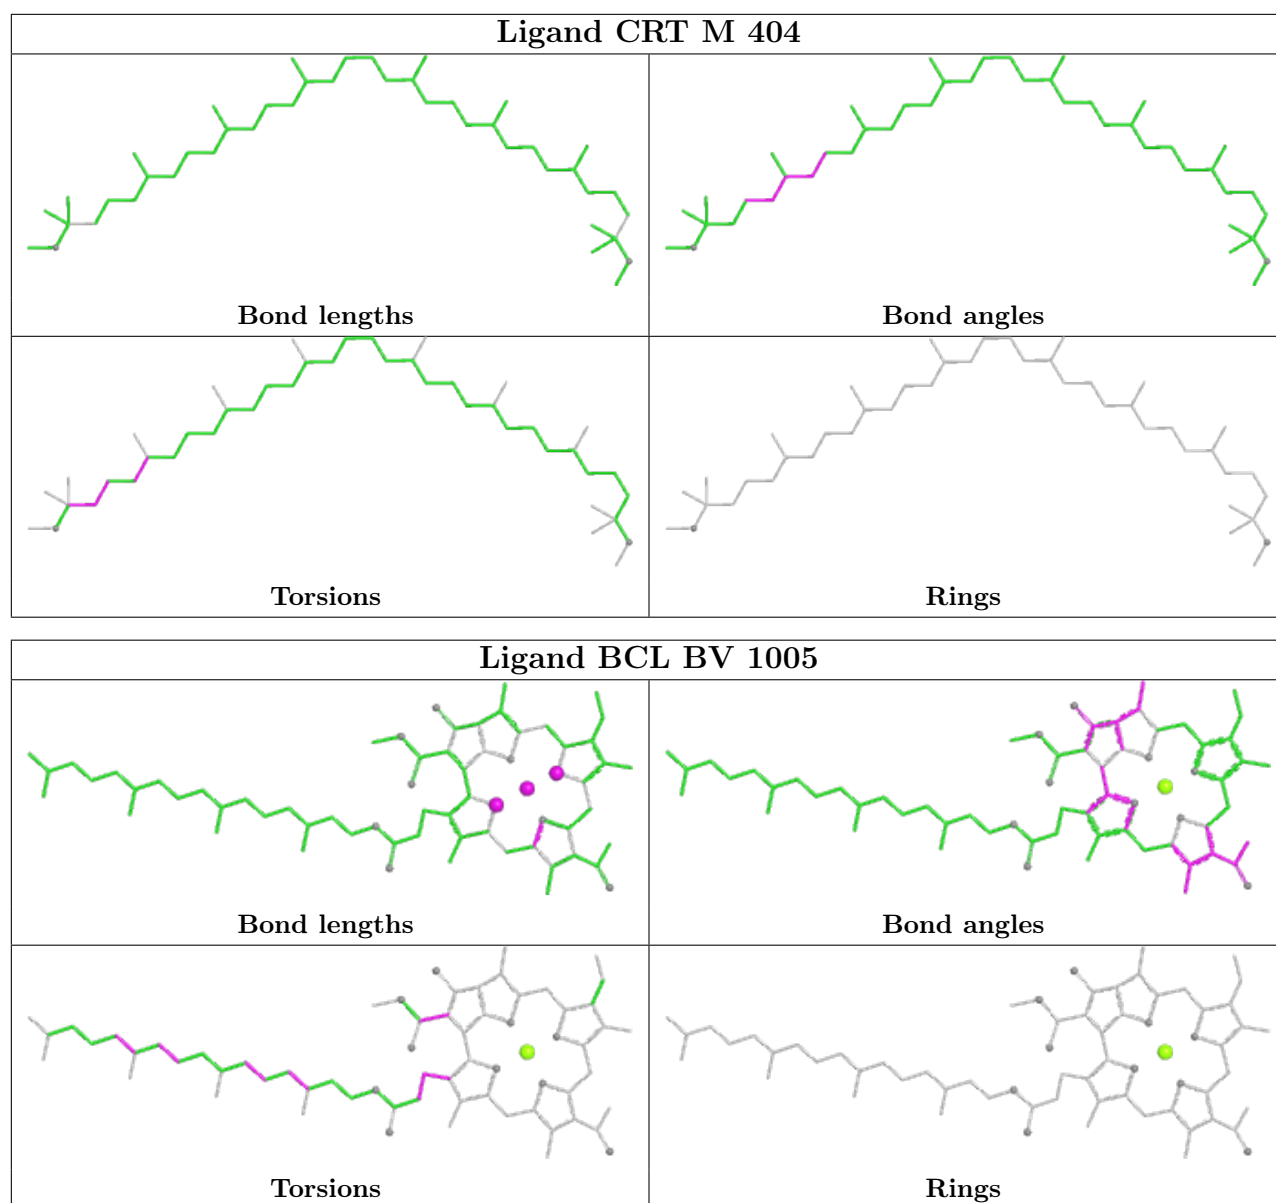 Ligand CRT M 404
Bond lengths
Bond angles
Torsions
Rings
Ligand BCL BV 1005
Bond lengths
Bond angles
Torsions
Rings